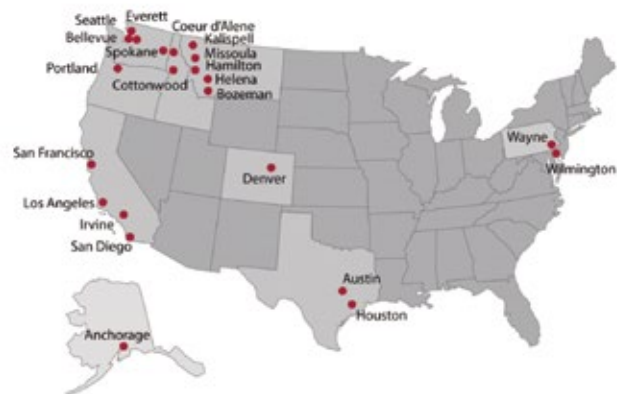 Seattle
Everett
Coeur d'Alene
Bellevue
Kalispell
Spokane
Missoula
Hamilton
Portland
Helena
Cottonwood
Bozeman
Wayne
San Francisco
Wilmington
Denver
Los Angeles
Irvine
San Diego
Austin
Houston
Anchorage